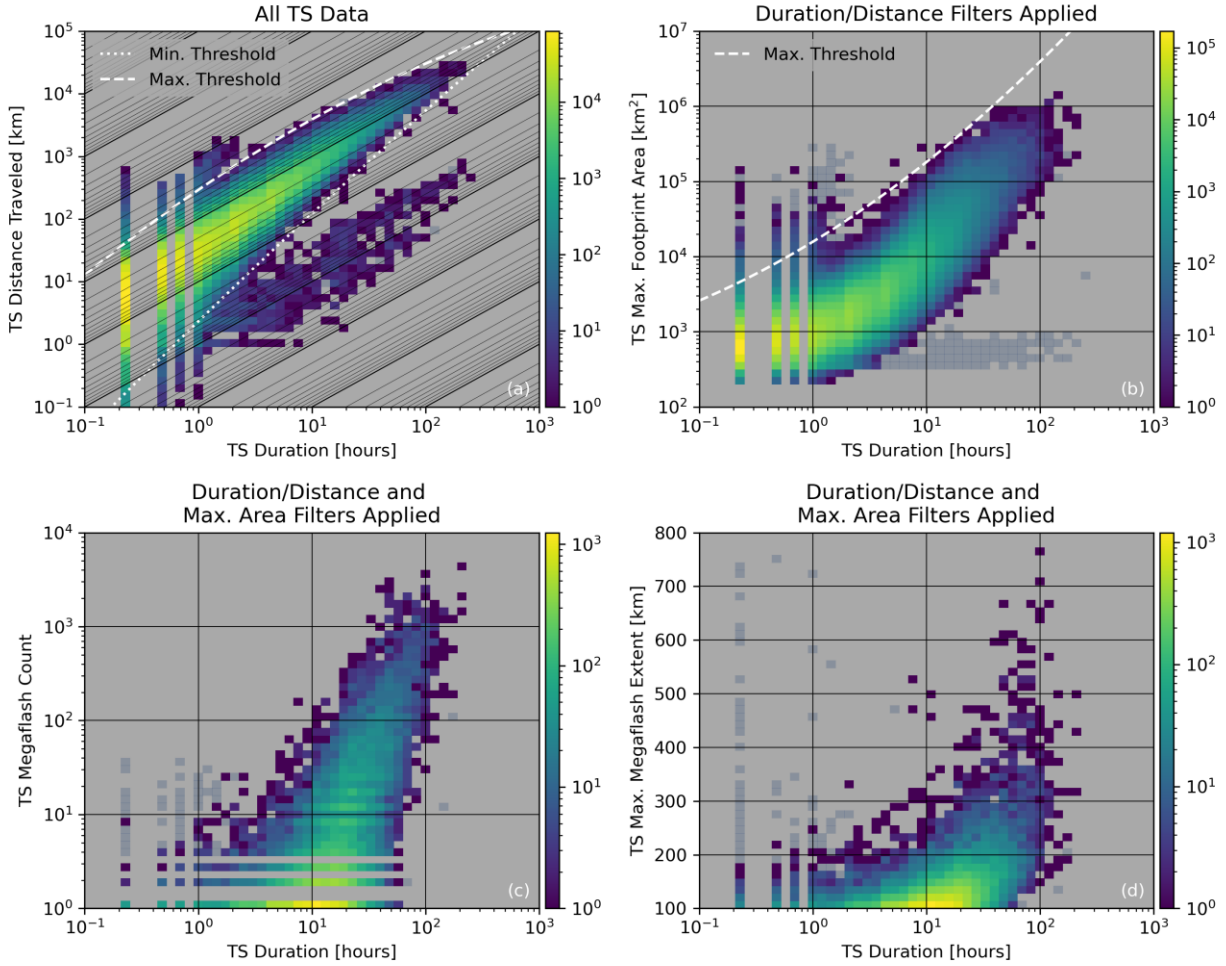 All TS Data
Min. Threshold
Max. Threshold
TS Distance Traveled [km]
10^5
10^4
10^3
10^2
10^1
10^0
10^-1
10^-1 10^0 10^1 10^2 10^3
TS Duration [hours]
(a)
10^4
10^3
10^2
10^1
10^0
Duration/Distance Filters Applied
Max. Threshold
TS Max. Footprint Area [km^2]
10^7
10^6
10^5
10^4
10^3
10^2
10^-1 10^0 10^1 10^2 10^3
TS Duration [hours]
(b)
10^5
10^4
10^3
10^2
10^1
10^0
Duration/Distance and
Max. Area Filters Applied
TS Megaflash Count
10^4
10^3
10^2
10^1
10^0
10^-1 10^0 10^1 10^2 10^3
TS Duration [hours]
(c)
10^3
10^2
10^1
10^0
Duration/Distance and
Max. Area Filters Applied
TS Max. Megaflash Extent [km]
800
700
600
500
400
300
200
100
10^-1 10^0 10^1 10^2 10^3
TS Duration [hours]
(d)
10^3
10^2
10^1
10^0